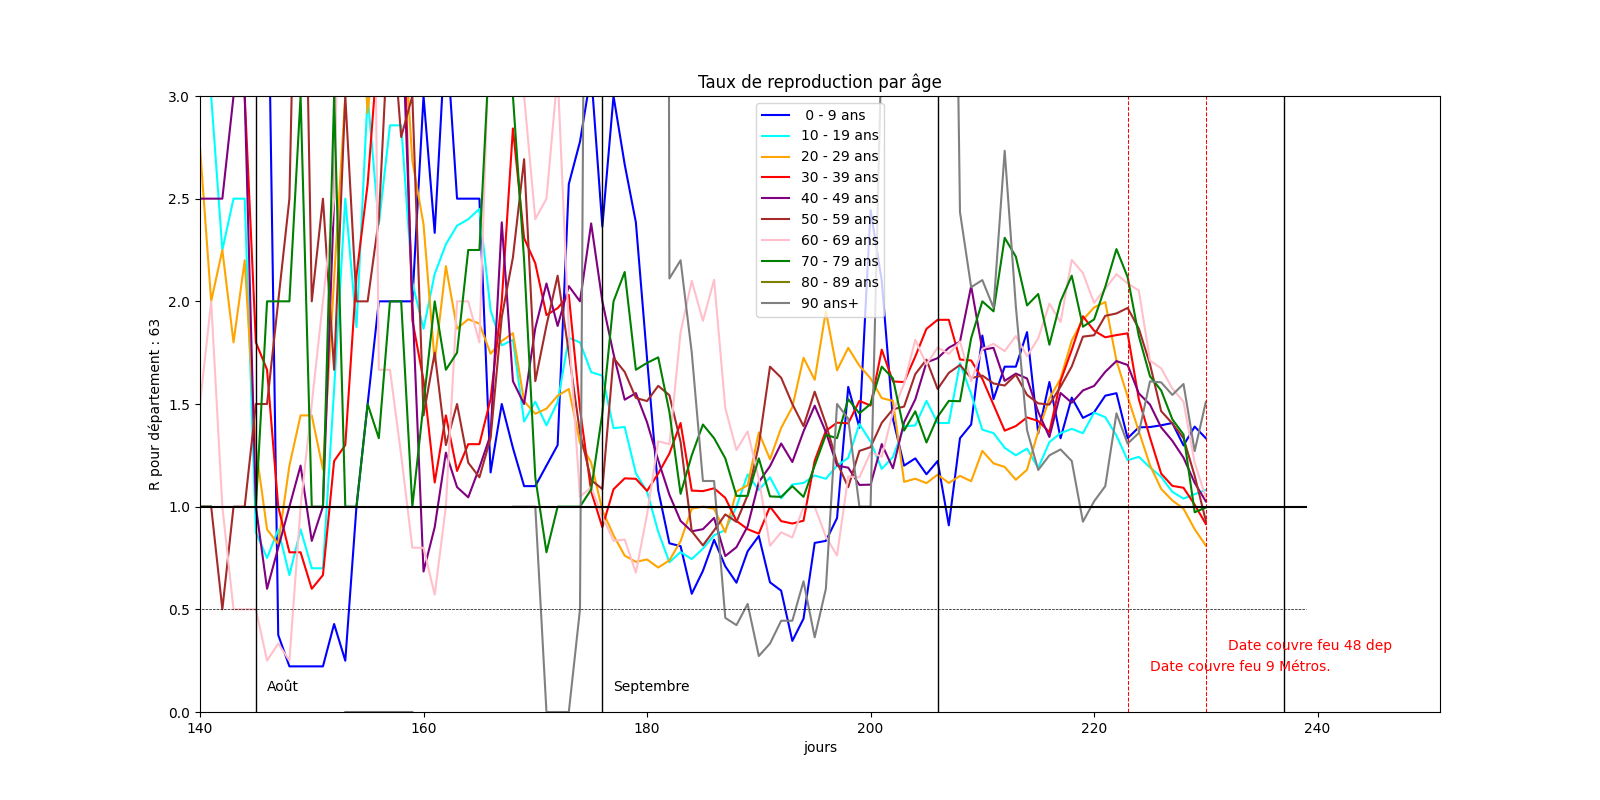 Taux de reproduction par âge
R pour département : 63
3.0
2.5
2.0
1.5
1.0
0.5
0.0
0 - 9 ans
10 - 19 ans
20 - 29 ans
30 - 39 ans
40 - 49 ans
50 - 59 ans
60 - 69 ans
70 - 79 ans
80 - 89 ans
90 ans+
Date couvre feu 48 dep
Date couvre feu 9 Métros.
Août
Septembre
140
160
180
200
220
240
jours